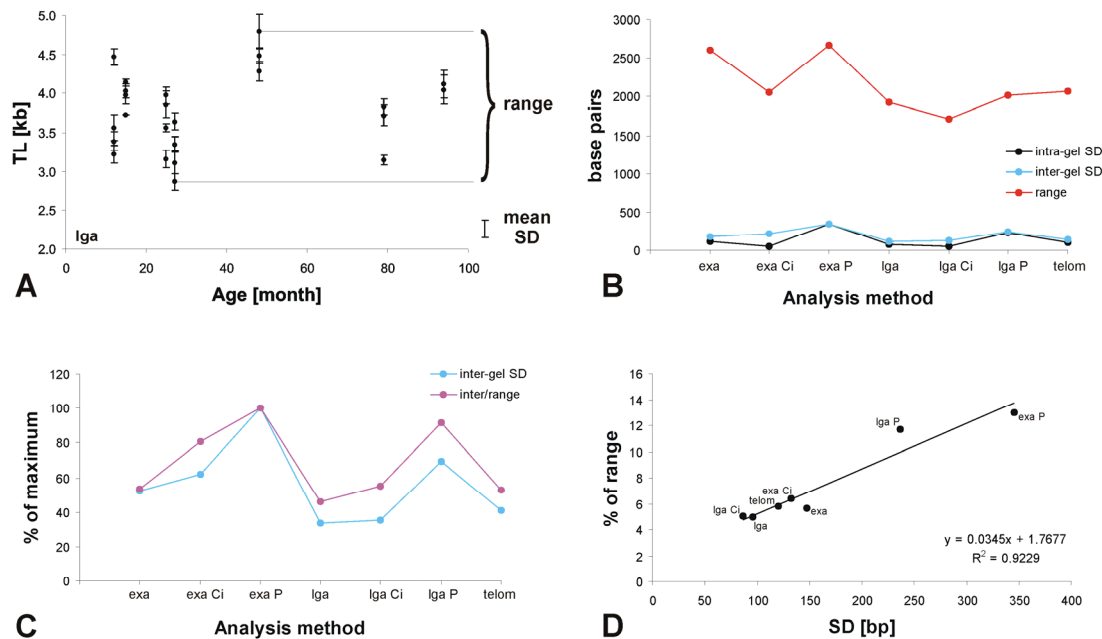 5.0
4.5
4.0
3.5
3.0
2.5
2.0
TL [kb]
range
mean
SD
lga
0
20
40
60
80
100
Age [month]
A
3000
2500
2000
1500
1000
500
0
base pairs
intra-gel SD
inter-gel SD
range
exa
exa Ci
exa P
lga
lga Ci
lga P
telom
Analysis method
B
120
100
80
60
40
20
0
% of maximum
inter-gel SD
inter/range
exa
exa Ci
exa P
lga
lga Ci
lga P
telom
Analysis method
C
16
14
12
10
8
6
4
2
0
% of range
lga P
exa P
exa Ci
telom
lga Ci
lga
exa
y = 0.0345x + 1.7677
R² = 0.9229
0
50
100
150
200
250
300
350
400
SD [bp]
D